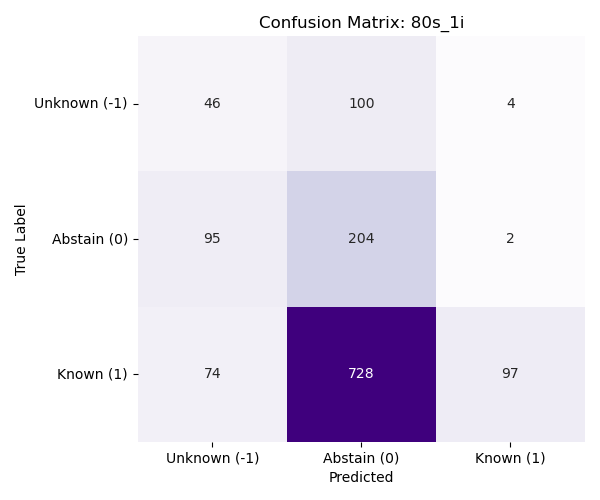 Confusion Matrix: 80s_1i
Unknown (-1) 46 100 4
Abstain (0) 95 204 2
Known (1) 74 728 97
Unknown (-1) Abstain (0) Known (1)
Predicted
True Label